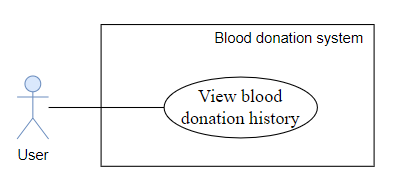 Blood donation system
View blood
donation history
User